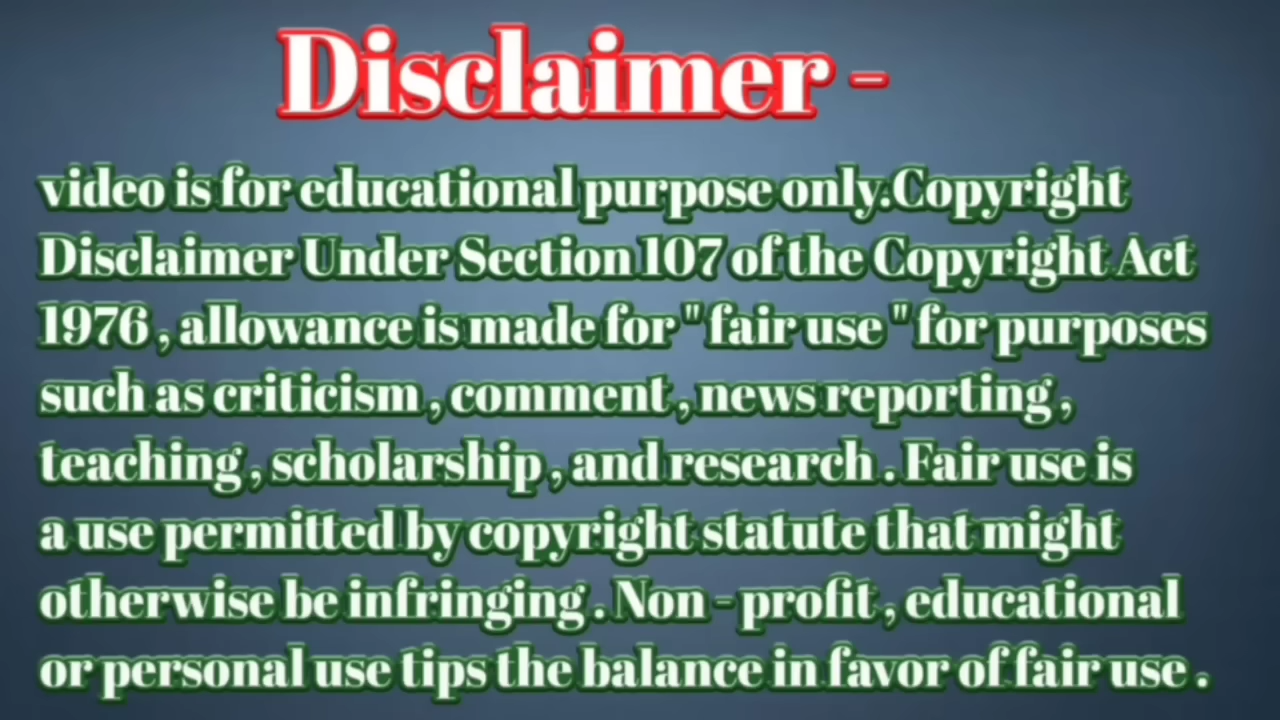 Disclaimer -
video is for educational purpose only.Copyright
Disclaimer Under Section 107 of the Copyright Act
1976 , allowance is made for " fair use " for purposes
such as criticism , comment , news reporting ,
teaching , scholarship , and research . Fair use is
a use permitted by copyright statute that might
otherwise be infringing . Non - profit , educational
or personal use tips the balance in favor of fair use .